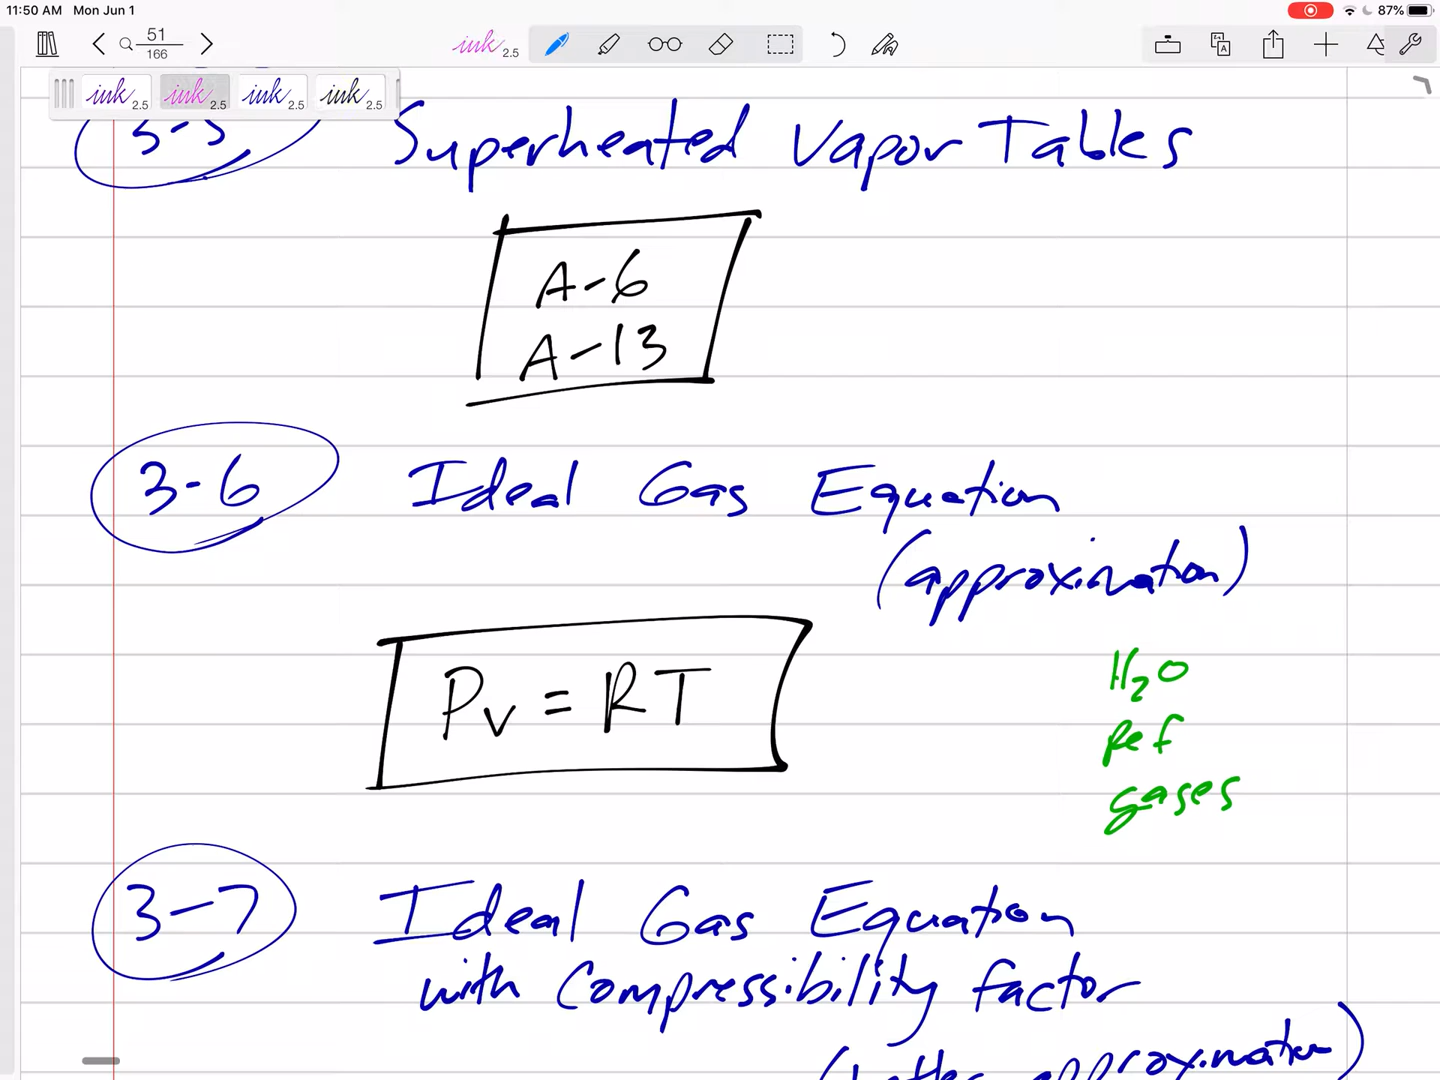 11:50 AM Mon Jun 1
87%
51
166
ink 2.5
ink 2.5
ink 2.5
ink 2.5
ink 2.5
Superheated Vapor Tables
A-6
A-13
3-6 Ideal Gas Equation
(approximation)
Pv = RT
H₂O
Ref
gases
3-7 Ideal Gas Equation
with Compressibility factor
approximation)